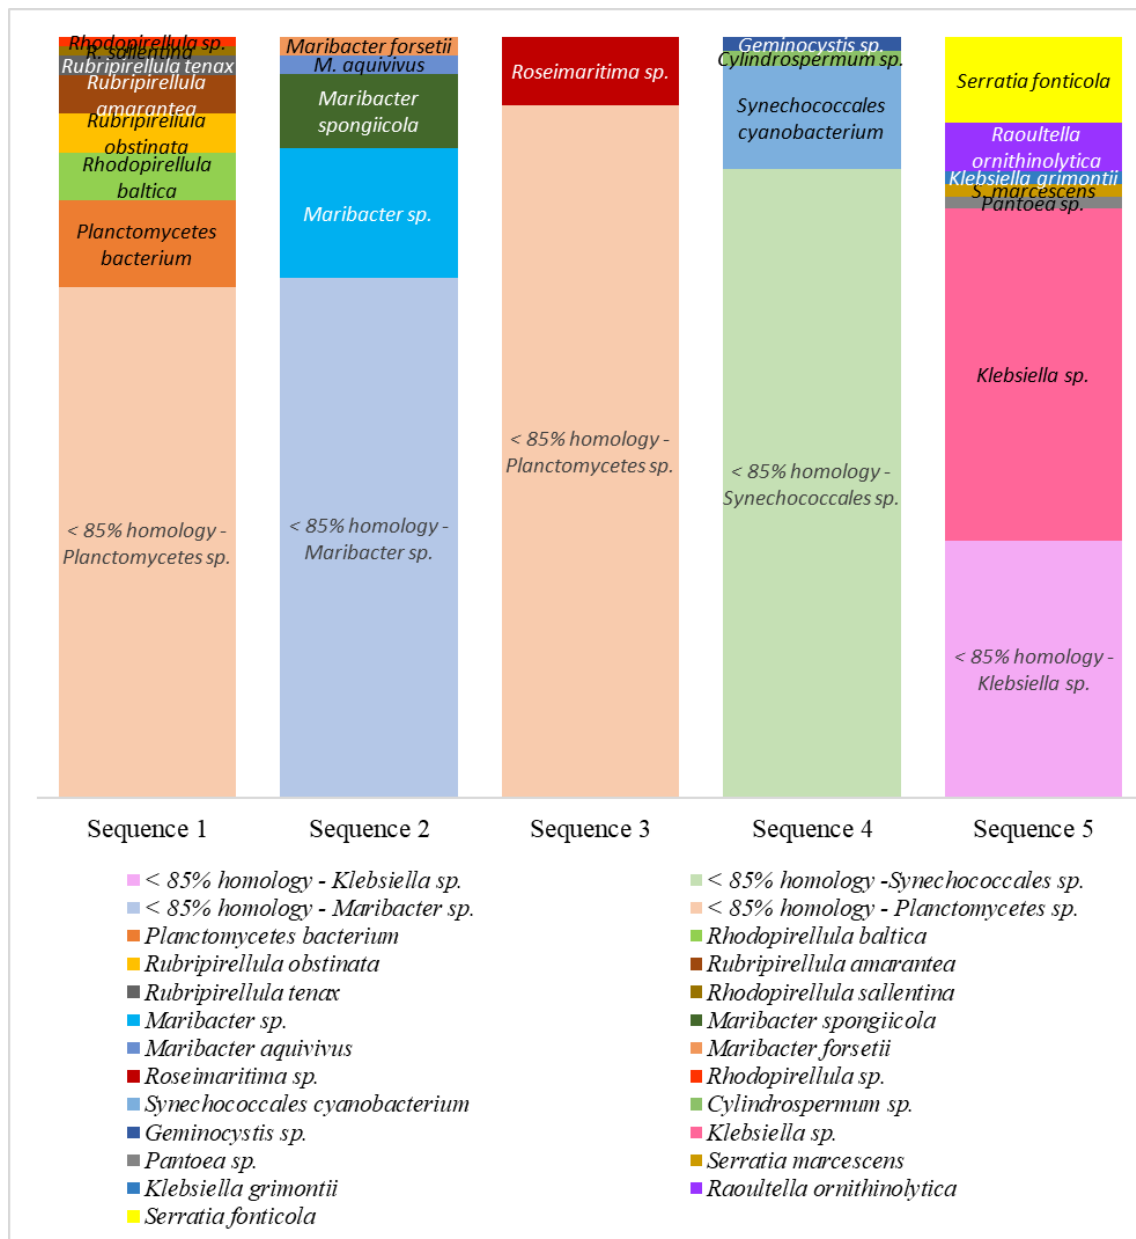 Rhodopirellula sp.
R. sallentina
Rubripirellula tenax
Rubripirellula
amarantea
Rubripirellula
obstinata
Rhodopirellula
baltica
Planctomycetes
bacterium
< 85% homology -
Planctomycetes sp.
Maribacter forsetii
M. aquivivus
Maribacter
spongiicola
Maribacter sp.
< 85% homology -
Maribacter sp.
Roseimaritima sp.
< 85% homology -
Planctomycetes sp.
Geminocystis sp.
Cylindrospermum sp.
Synechococcales
cyanobacterium
< 85% homology -
Synechococcales sp.
Serratia fonticola
Raoultella
ornithinolytica
Klebsiella grimontii
S. marcescens
Pantoea sp.
Klebsiella sp.
< 85% homology -
Klebsiella sp.
Sequence 1
Sequence 2
Sequence 3
Sequence 4
Sequence 5
< 85% homology - Klebsiella sp.
< 85% homology -Synechococcales sp.
< 85% homology - Maribacter sp.
< 85% homology - Planctomycetes sp.
Planctomycetes bacterium
Rhodopirellula baltica
Rubripirellula obstinata
Rubripirellula amarantea
Rubripirellula tenax
Rhodopirellula sallentina
Maribacter sp.
Maribacter spongiicola
Maribacter aquivivus
Maribacter forsetii
Roseimaritima sp.
Rhodopirellula sp.
Synechococcales cyanobacterium
Cylindrospermum sp.
Geminocystis sp.
Klebsiella sp.
Pantoea sp.
Serratia marcescens
Klebsiella grimontii
Raoultella ornithinolytica
Serratia fonticola